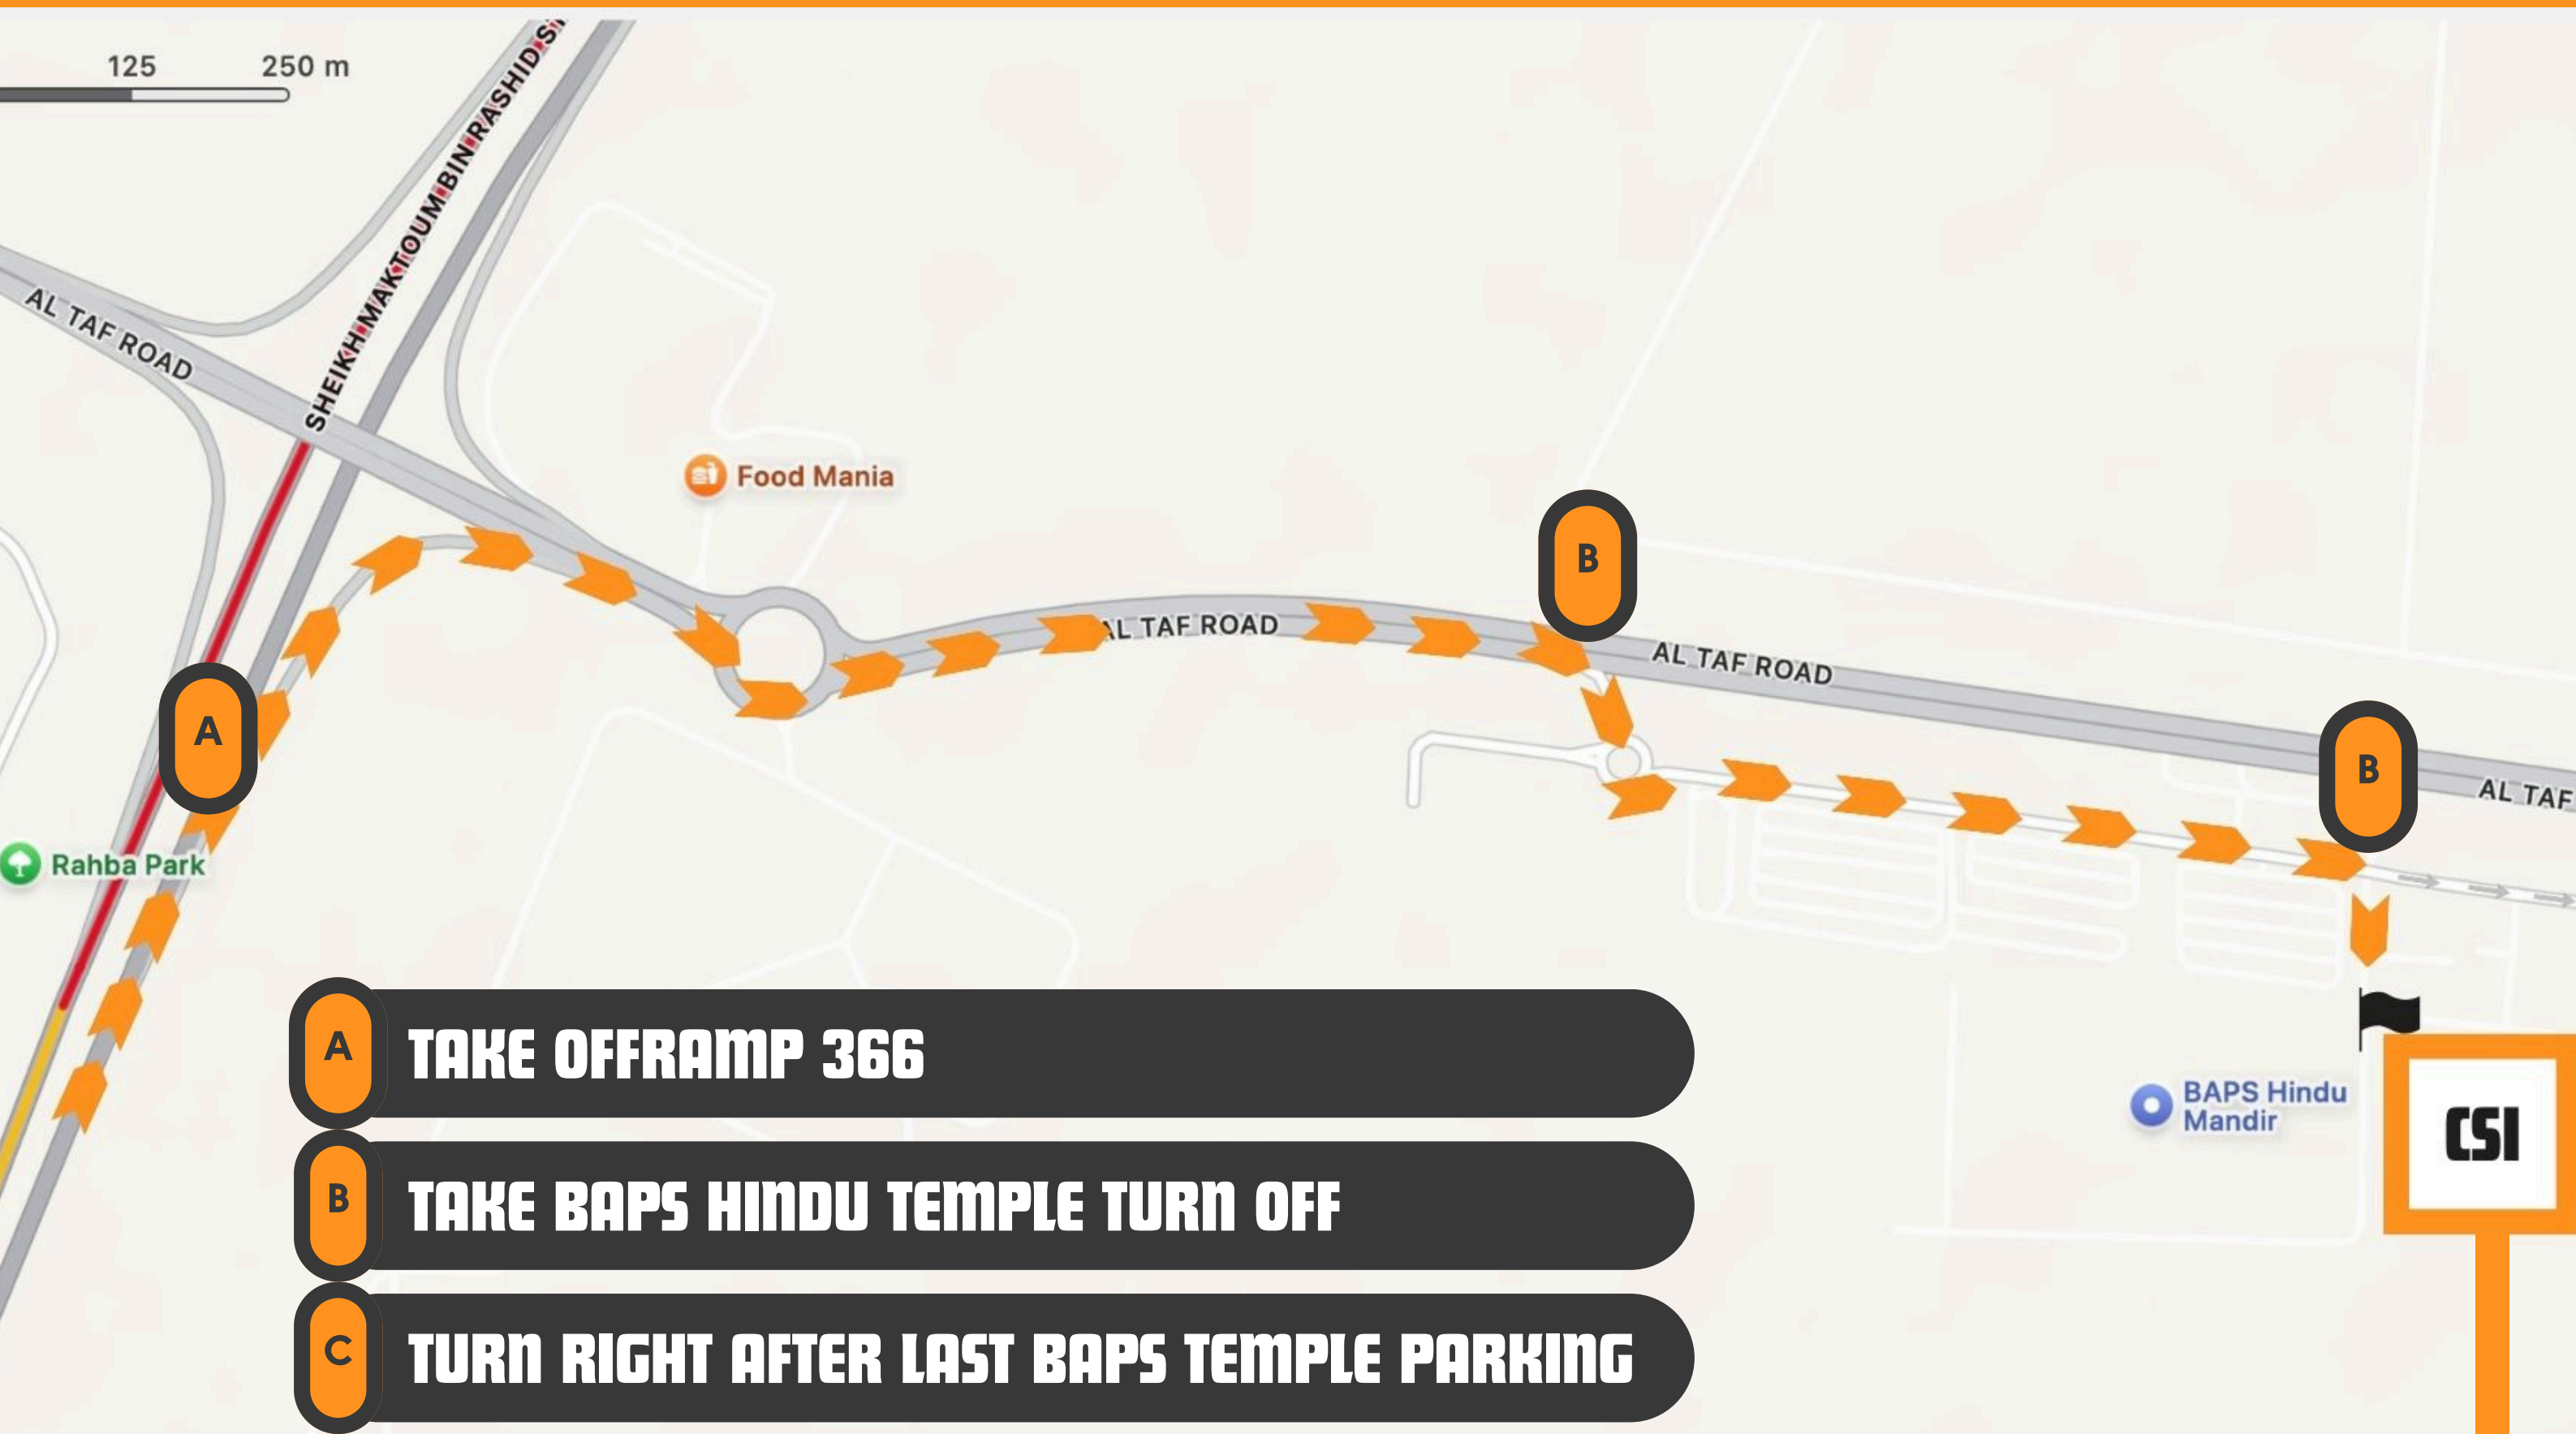 125 250 m
SHEIKH MAKTOUM BIN RASHID S
AL TAF ROAD
Food Mania
B
AL TAF ROAD
AL TAF ROAD
A
B
AL TAF
Rahba Park
A TAKE OFFRAMP 366
BAPS Hindu
Mandir
CSI
B TAKE BAPS HINDU TEMPLE TURN OFF
C TURN RIGHT AFTER LAST BAPS TEMPLE PARKING